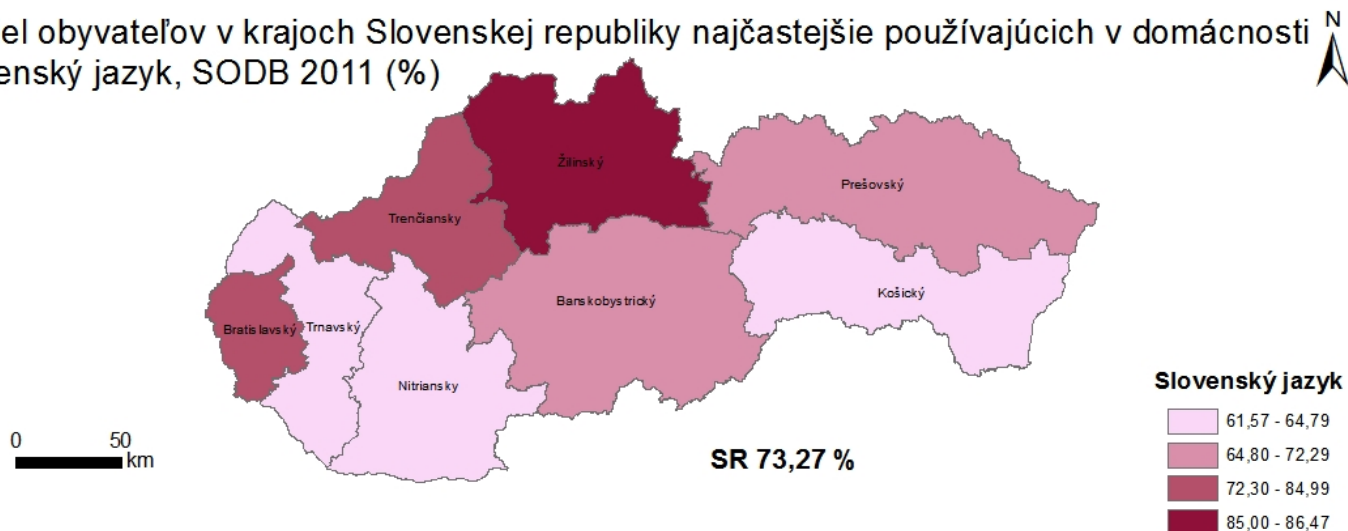 el obyvateľov v krajoch Slovenskej republiky najčastejšie používajúcich v domácnosti
enský jazyk, SODB 2011 (%)
N
Žilinský
Prešovský
Trenčiansky
Košický
Banskobystrický
Bratislavský
Trnavský
Nitriansky
Slovenský jazyk
61,57 - 64,79
64,80 - 72,29
72,30 - 84,99
85,00 - 86,47
0 50
km
SR 73,27 %